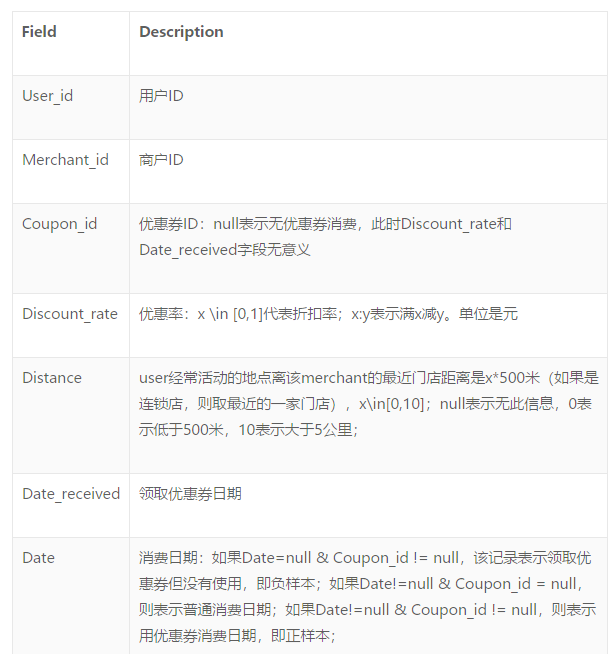 Field Description
User_id 用户ID
Merchant_id 商户ID
Coupon_id 优惠券ID：null表示无优惠券消费，此时Discount_rate和
Date_received字段无意义
Discount_rate 优惠率：x \in [0,1]代表折扣率；x:y表示满x减y。单位是元
Distance user经常活动的地点离该merchant的最近门店距离是x*500米（如果是
连锁店，则取最近的一家门店），x\in[0,10]；null表示无此信息，0表
示低于500米，10表示大于5公里；
Date_received 领取优惠券日期
Date 消费日期：如果Date=null & Coupon_id != null，该记录表示领取优
惠券但没有使用，即负样本；如果Date!=null & Coupon_id = null，
则表示普通消费日期；如果Date!=null & Coupon_id != null，则表示
用优惠券消费日期，即正样本；